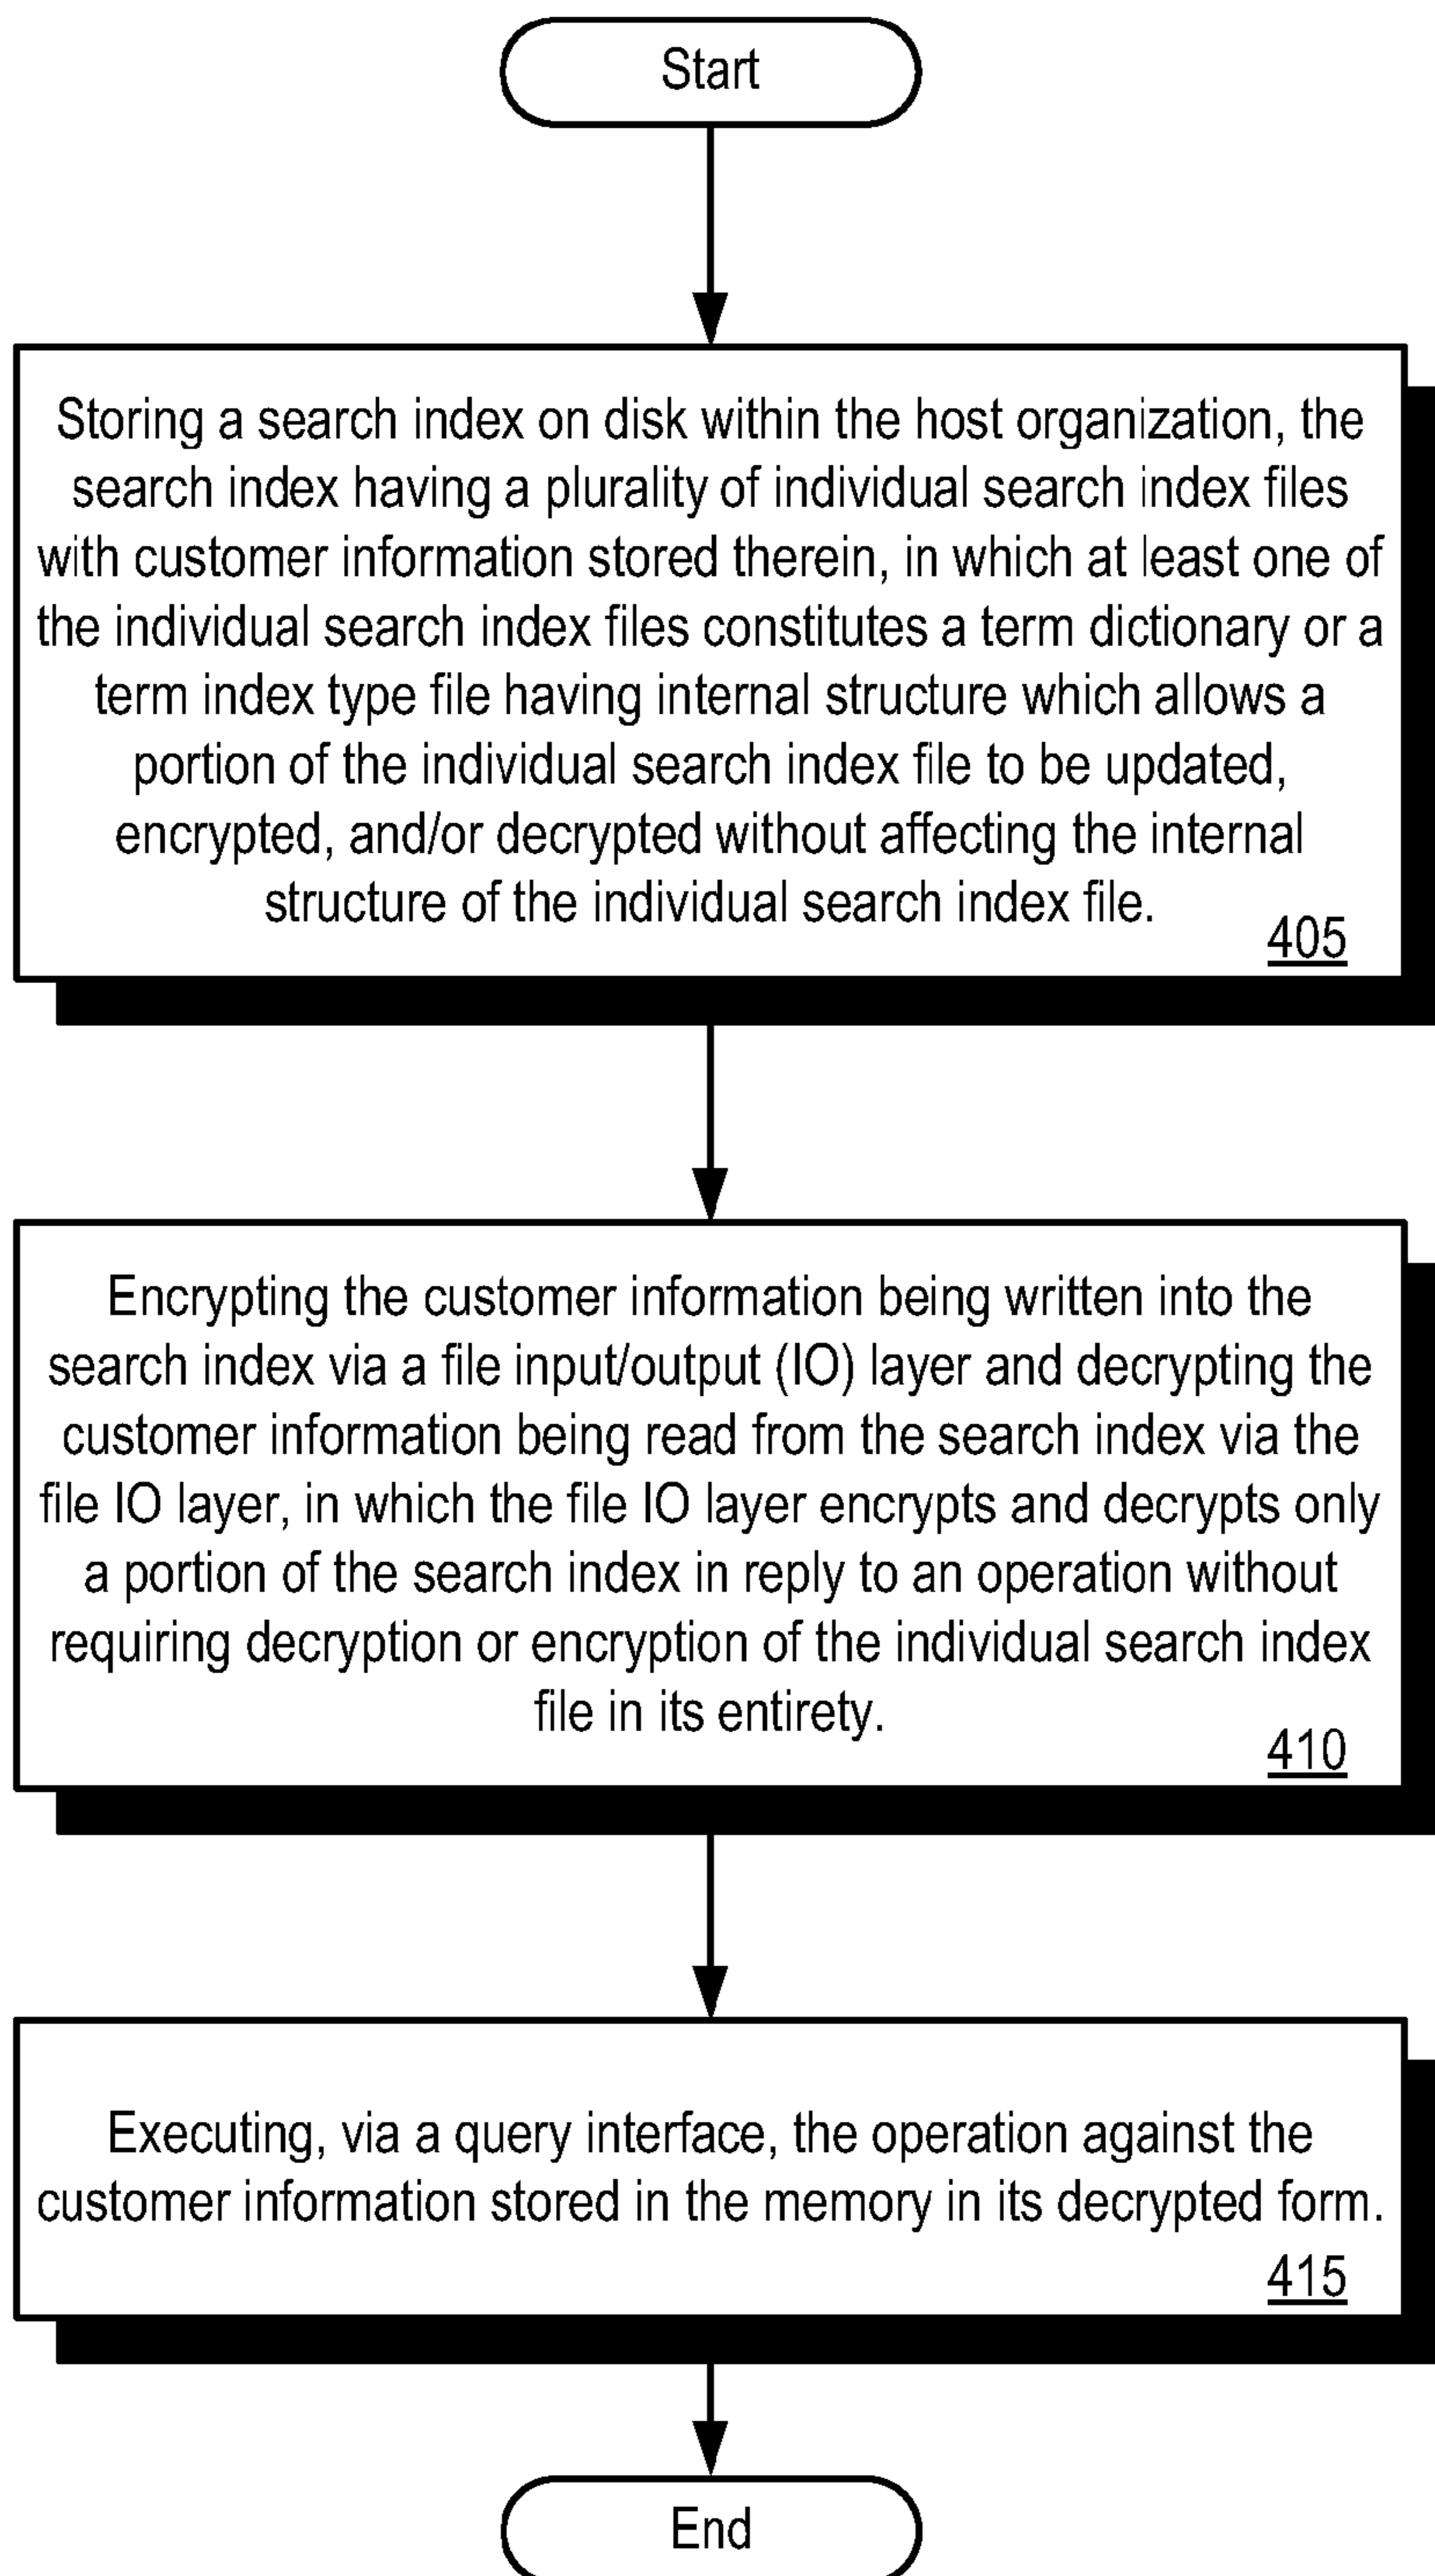 Start
Storing a search index on disk within the host organization, the
search index having a plurality of individual search index files
with customer information stored therein, in which at least one of
the individual search index files constitutes a term dictionary or a
term index type file having internal structure which allows a
portion of the individual search index file to be updated,
encrypted, and/or decrypted without affecting the internal
structure of the individual search index file.
405
Encrypting the customer information being written into the
search index via a file input/output (IO) layer and decrypting the
customer information being read from the search index via the
file IO layer, in which the file IO layer encrypts and decrypts only
a portion of the search index in reply to an operation without
requiring decryption or encryption of the individual search index
file in its entirety.
410
Executing, via a query interface, the operation against the
customer information stored in the memory in its decrypted form.
415
End